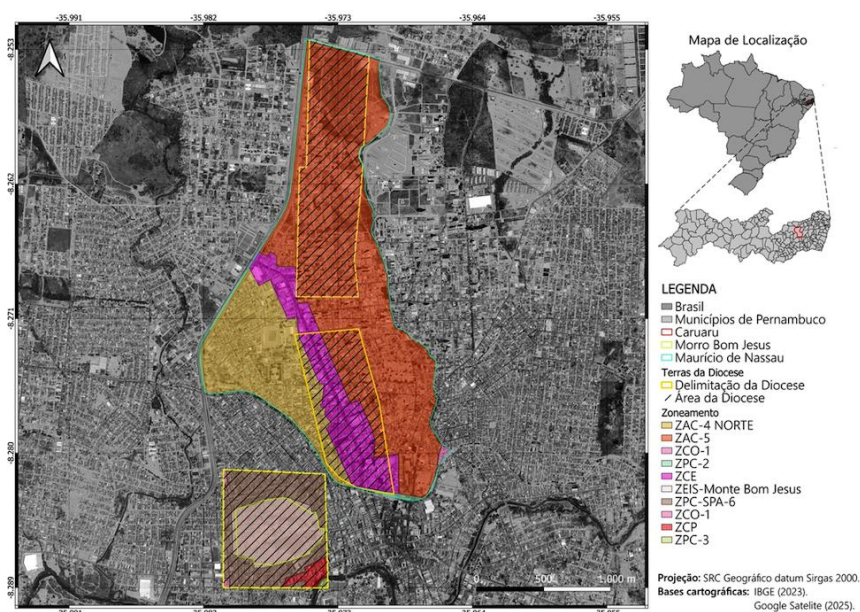 -35.991
-35.982
-35.973
-35.964
-35.955
-8.253
-8.262
-8.271
-8.280
-8.289
0
500
1.000 m
Mapa de Localização
LEGENDA
Brasil
Municípios de Pernambuco
Caruaru
Morro Bom Jesus
Maurício de Nassau
Terras da Diocese
Delimitação da Diocese
Área da Diocese
Zoneamento
ZAC-4 NORTE
ZAC-5
ZCO-1
ZPC-2
ZCE
ZEIS-Monte Bom Jesus
ZPC-SPA-6
ZCO-1
ZCP
ZPC-3
Projeção: SRC Geográfico datum Sirgas 2000.
Bases cartográficas: IBGE (2023).
Google Satelite (2025).